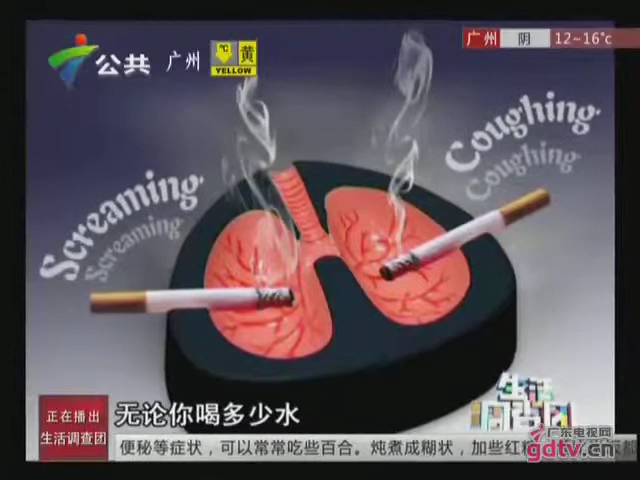 公共
广州
℃
黄
YELLOW
广州 阴 12~16°c
Screaming
Screaming
Coughing
Coughing
正在播出
生活调查团
无论你喝多少水
生活
调查团
便秘等症状，可以常常吃些百合。炖煮成糊状，加些红
广东电视网
gdtv.cn